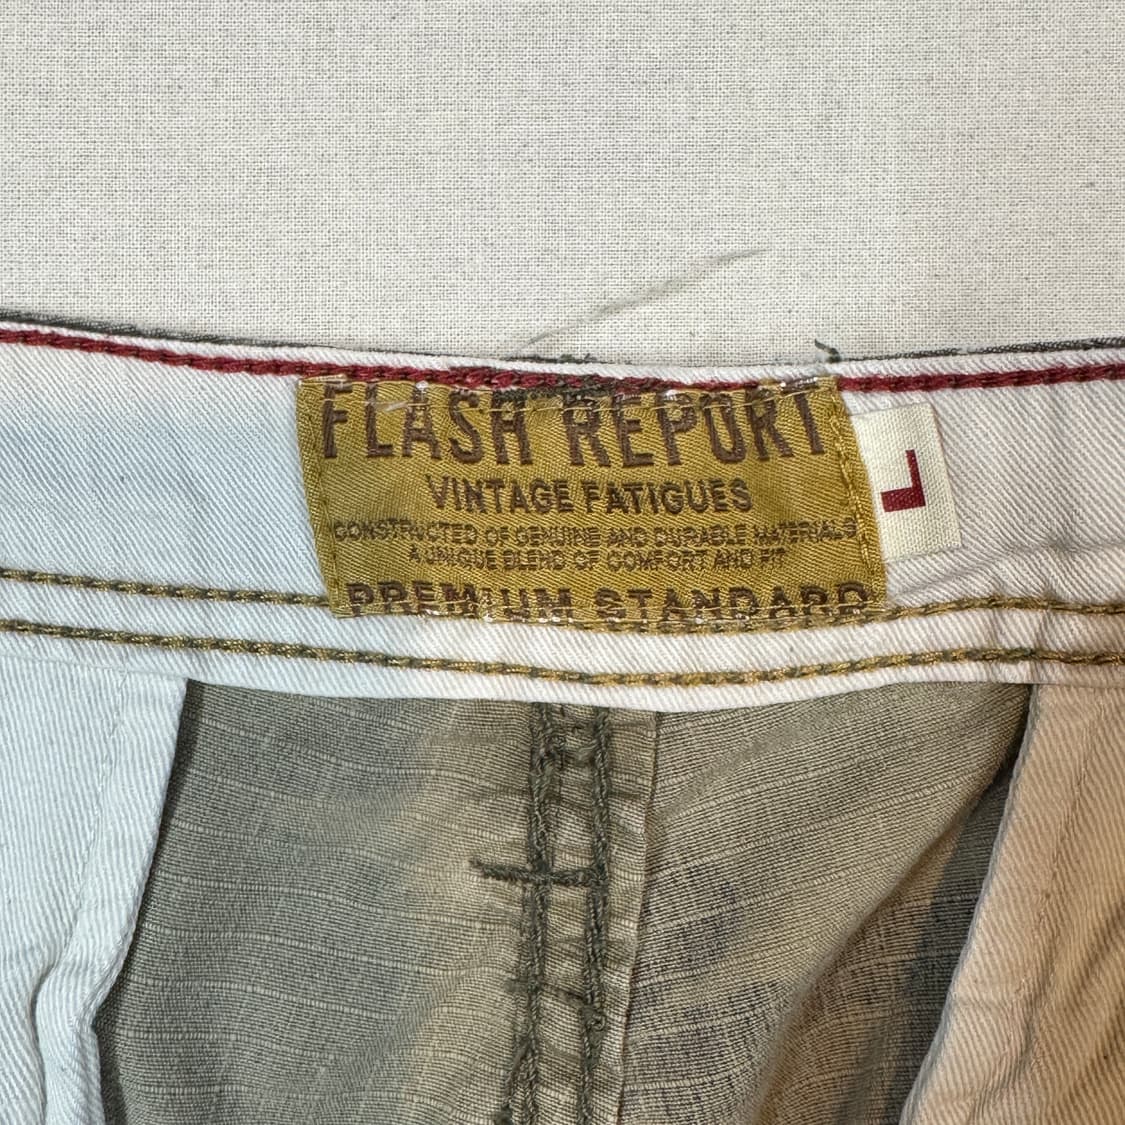 FLASH REPORT
VINTAGE FATIGUES
CONSTRUCTED OF GENUINE AND DURABLE MATERIALS
A UNIQUE BLEND OF COMFORT AND FIT
PREMIUM STANDARD
L